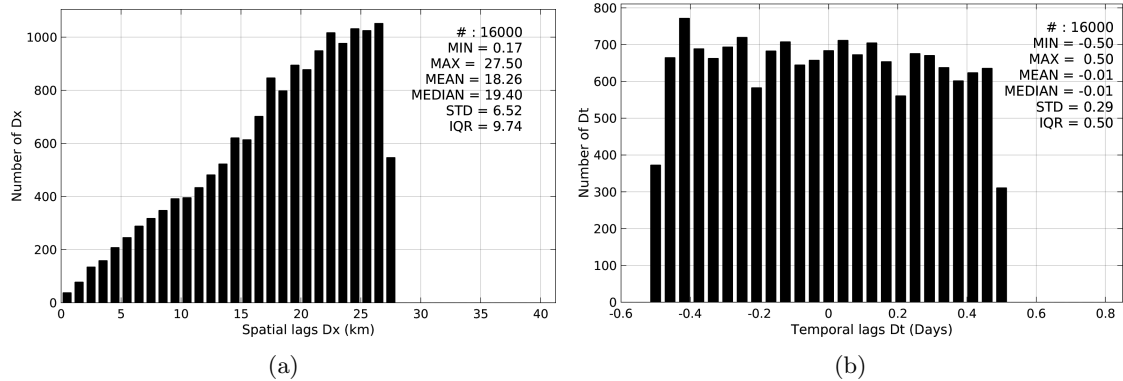 # : 16000
MIN = 0.17
MAX = 27.50
MEAN = 18.26
MEDIAN = 19.40
STD = 6.52
IQR = 9.74
Number of Dx
1000
800
600
400
200
0
0 5 10 15 20 25 30 35 40
Spatial lags Dx (km)
(a)
# : 16000
MIN = -0.50
MAX = 0.50
MEAN = -0.01
MEDIAN = -0.01
STD = 0.29
IQR = 0.50
Number of Dt
800
700
600
500
400
300
200
100
0
-0.6 -0.4 -0.2 0 0.2 0.4 0.6 0.8
Temporal lags Dt (Days)
(b)